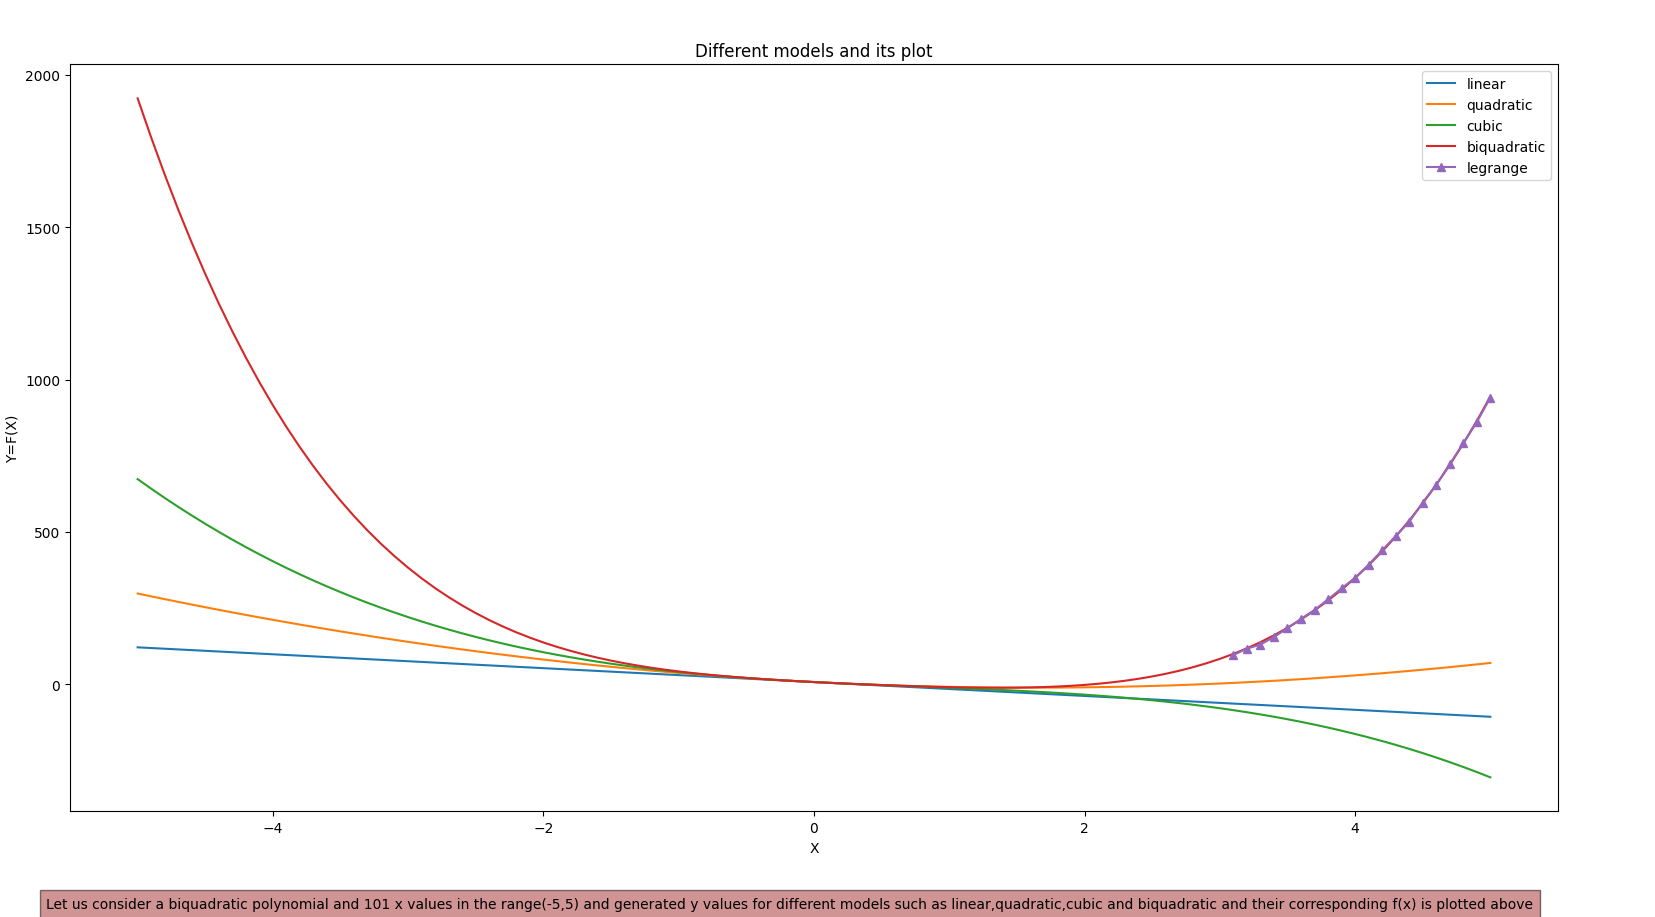 Different models and its plot
2000
1500
1000
500
0
Y=F(X)
linear
quadratic
cubic
biquadratic
legrange
−4
−2
0
2
4
X
Let us consider a biquadratic polynomial and 101 x values in the range(-5,5) and generated y values for different models such as linear,quadratic,cubic and biquadratic and their corresponding f(x) is plotted above